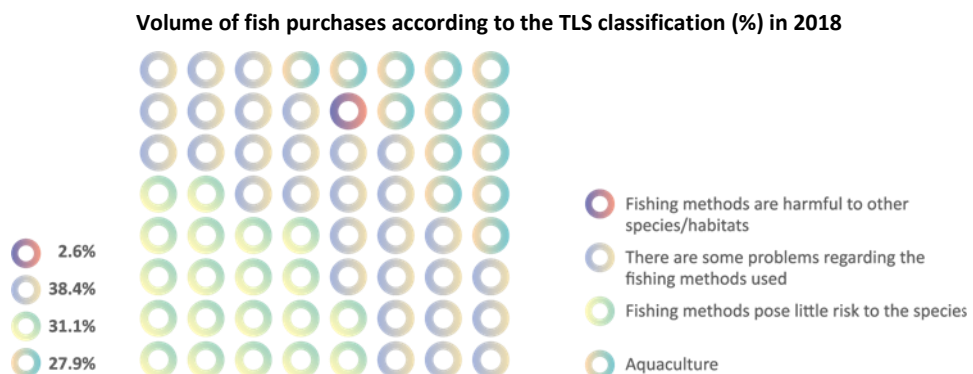 Volume of fish purchases according to the TLS classification (%) in 2018
2.6%
38.4%
31.1%
27.9%
Fishing methods are harmful to other
species/habitats
There are some problems regarding the
fishing methods used
Fishing methods pose little risk to the species
Aquaculture